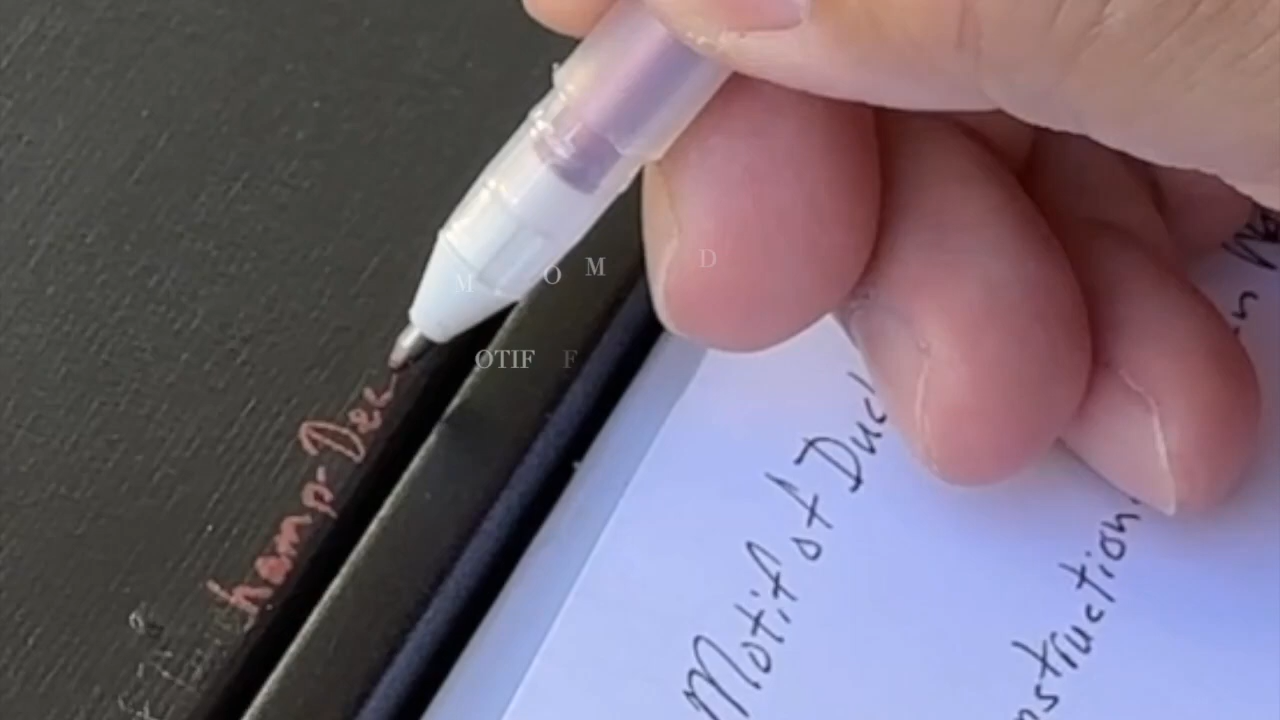 M O M D
OTIF F
hamp-Dec
Motif of Duc
nstruction